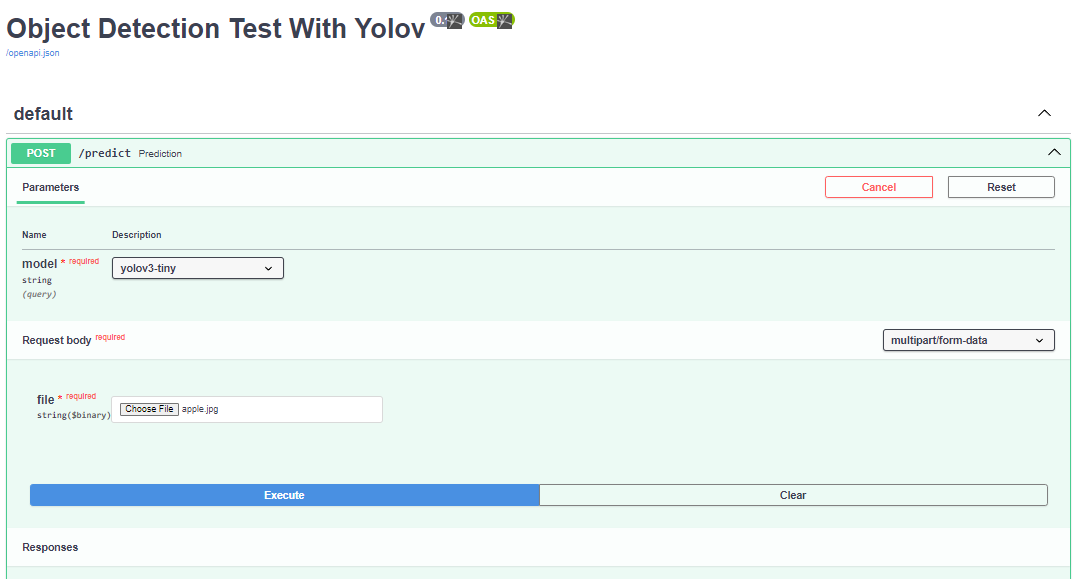 Object Detection Test With Yolov
OAS
/openapi.json
default
POST /predict Prediction
Parameters Cancel Reset
Name Description
model * required yolov3-tiny
string
(query)
Request body required multipart/form-data
file * required
string($binary) Choose File apple.jpg
Execute Clear
Responses